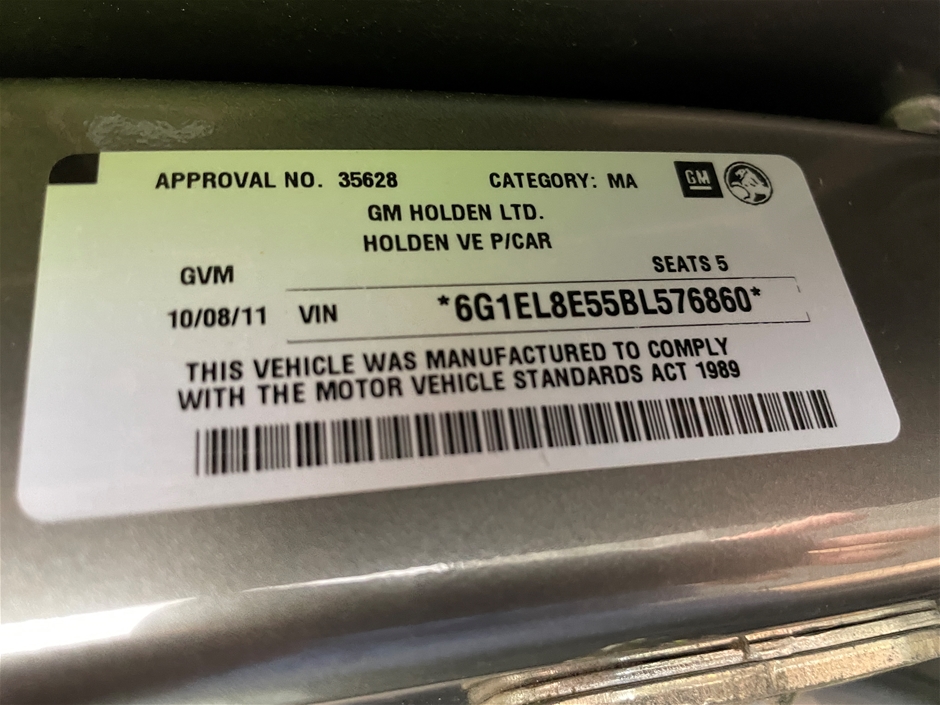 APPROVAL NO. 35628 CATEGORY: MA GM
GM HOLDEN LTD.
HOLDEN VE P/CAR
GVM SEATS 5
10/08/11 VIN *6G1EL8E55BL576860*
THIS VEHICLE WAS MANUFACTURED TO COMPLY
WITH THE MOTOR VEHICLE STANDARDS ACT 1989